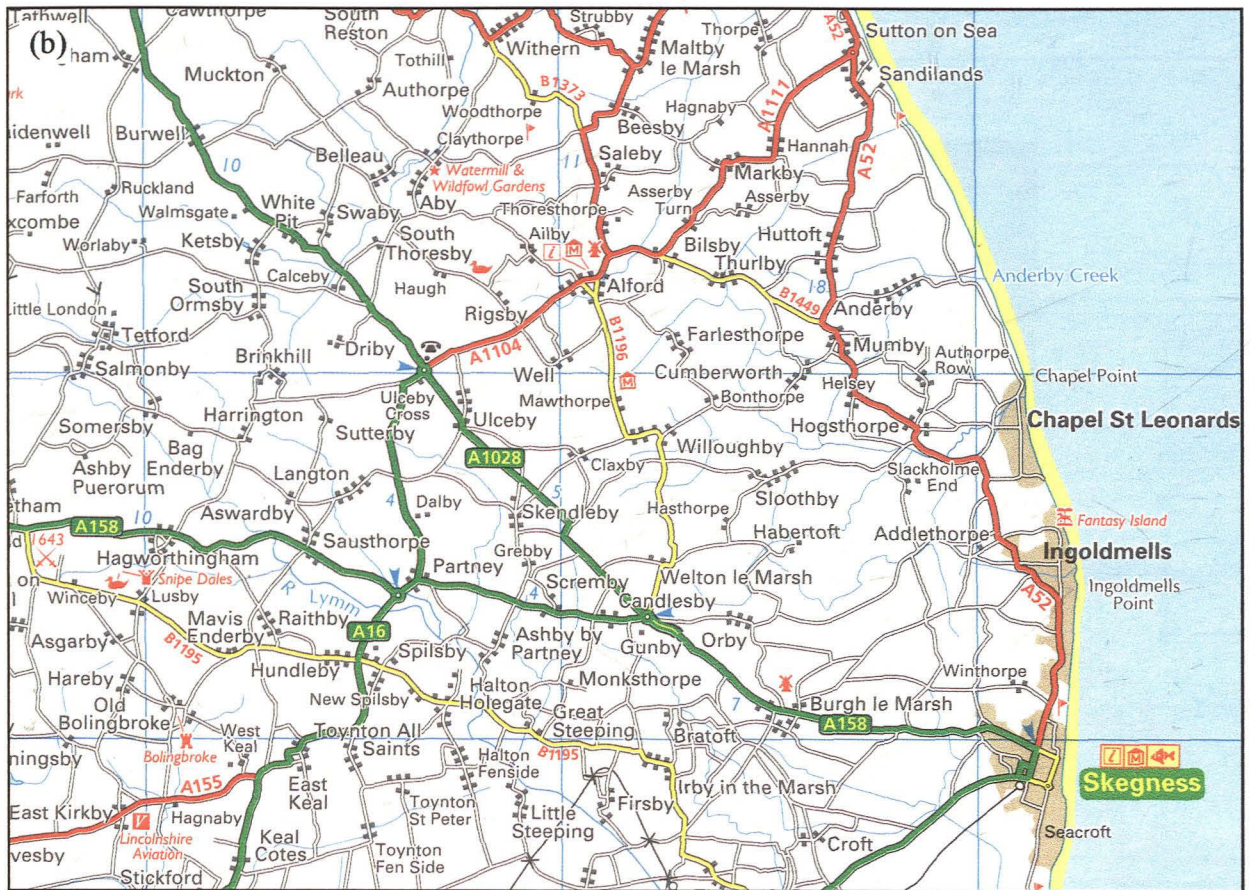 (b)
Tathwell
Cawthorpe
South
Reston
Strubby
Thorpe
A52
Sutton on Sea
Withern
Maltby
le Marsh
Tothill
Muckton
Authorpe
B1373
Sandilands
Woodthorpe
Hagnaby
A1111
Burwell
10
Claythorpe
Beesby
Hannah
Belleau
11
Saleby
Markby
A52
Watermill &
Wildfowl Gardens
Ruckland
Farforth
White
Pit
Aby
Asserby
Turn
Asserby
Walmsgate
Swaby
Thoresthorpe
Ketsby
South
Thoresby
Ailby
Bilsby
Huttoft
Worlaby
Calceby
Thurlby
Anderby Creek
South
Ormsby
Haugh
Alford
18
Little London
Rigsby
B1449
Anderby
Tetford
Driby
A1104
B1196
Farlesthorpe
Mumby
Brinkhill
Authorpe
Row
Salmonby
Well
Cumberworth
Chapel Point
Ulceby
Cross
Mawthorpe
Helsey
Harrington
Ulceby
Bonthorpe
Chapel St Leonards
Somersby
Sutterby
Hogsthorpe
Bag
Enderby
Willoughby
A1028
Ashby
Puerorum
Langton
Claxby
Slackholme
End
4
5
Sloothby
Dalby
Hasthorpe
A158
10
Aswardby
Skendleby
Fantasy Island
Habertoft
Addlethorpe
1643
Sausthorpe
Ingoldmells
Hagworthingham
Grebby
Partney
Scremby
Welton le Marsh
Ingoldmells
Point
Snipe Dales
Winceby
Lusby
R Lymm
4
Candlesby
A52
Mavis
Enderby
Raithby
A16
Ashby by
Partney
Orby
Asgarby
B1195
Gunby
Spilsby
Hundleby
Winthorpe
Hareby
New Spilsby
Halton
Holegate
Monksthorpe
Old
Bolingbroke
7
Burgh le Marsh
West
Keal
Toynton All
Saints
Great
Steeping
A158
Bratoft
Bolingbroke
Halton
Fenside
B1195
Skegness
A155
East
Keal
Irby in the Marsh
East Kirkby
Toynton
St Peter
Firsby
Hagnaby
Little
Steeping
Seacroft
Lincolnshire
Aviation
Keal
Cotes
Croft
Toynton
Fen Side
Stickford